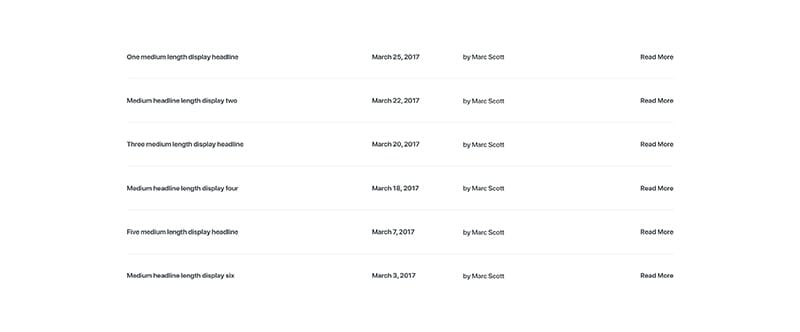 One medium length display headline March 25, 2017 by Marc Scott Read More
Medium headline length display two March 22, 2017 by Marc Scott Read More
Three medium length display headline March 20, 2017 by Marc Scott Read More
Medium headline length display four March 18, 2017 by Marc Scott Read More
Five medium length display headline March 7, 2017 by Marc Scott Read More
Medium headline length display six March 3, 2017 by Marc Scott Read More